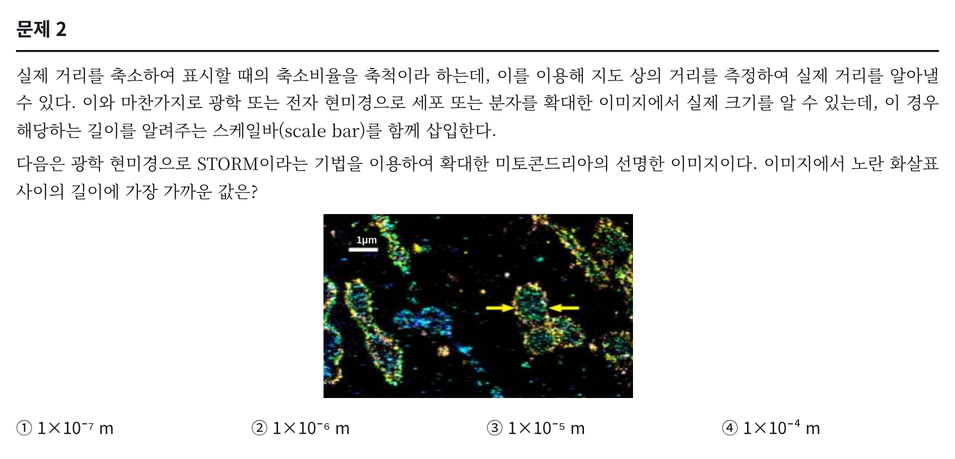 문제 2
실제 거리를 축소하여 표시할 때의 축소비율을 축척이라 하는데, 이를 이용해 지도 상의 거리를 측정하여 실제 거리를 알아낼
수 있다. 이와 마찬가지로 광학 또는 전자 현미경으로 세포 또는 분자를 확대한 이미지에서 실제 크기를 알 수 있는데, 이 경우
해당하는 길이를 알려주는 스케일바(scale bar)를 함께 삽입한다.
다음은 광학 현미경으로 STORM이라는 기법을 이용하여 확대한 미토콘드리아의 선명한 이미지이다. 이미지에서 노란 화살표
사이의 길이에 가장 가까운 값은?
1μm
① 1×10⁻⁷ m ② 1×10⁻⁶ m ③ 1×10⁻⁵ m ④ 1×10⁻⁴ m